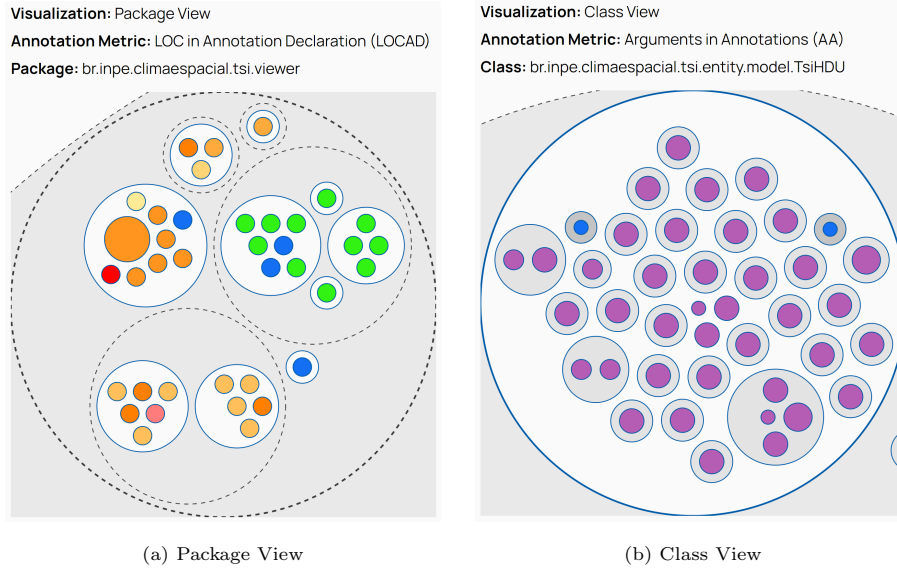 Visualization: Package View
Annotation Metric: LOC in Annotation Declaration (LOCAD)
Package: br.inpe.climaespacial.tsi.viewer
(a) Package View
Visualization: Class View
Annotation Metric: Arguments in Annotations (AA)
Class: br.inpe.climaespacial.tsi.entity.model.TsiHDU
(b) Class View